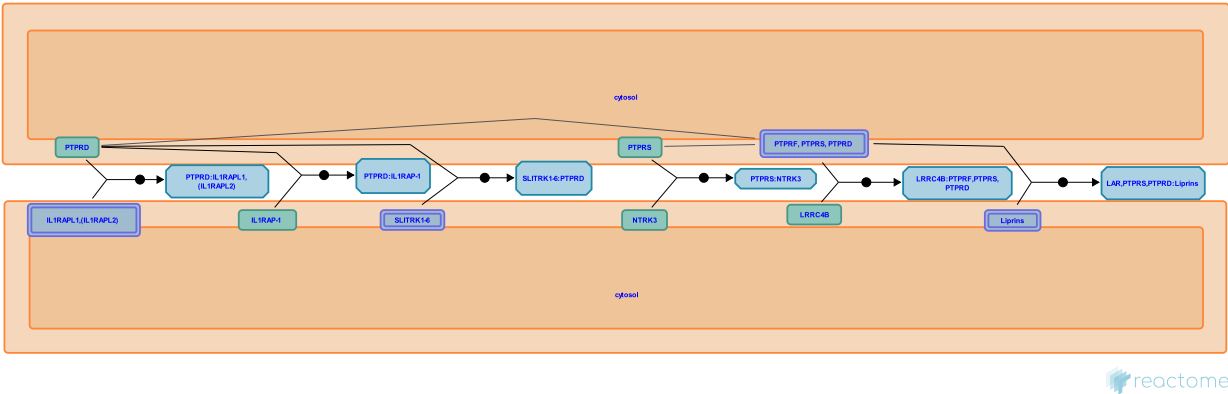 cytosol
PTPRD
PTPRS
PTPRF, PTPRS, PTPRD
PTPRD:IL1RAPL1,
(IL1RAPL2)
PTPRD:IL1RAP-1
SLITRK1-6:PTPRD
PTPRS:NTRK3
LRRC4B:PTPRF,PTPRS,
PTPRD
LAR,PTPRS,PTPRD:Liprins
IL1RAPL1,(IL1RAPL2)
IL1RAP-1
SLITRK1-6
NTRK3
LRRC4B
Liprins
cytosol
reactome